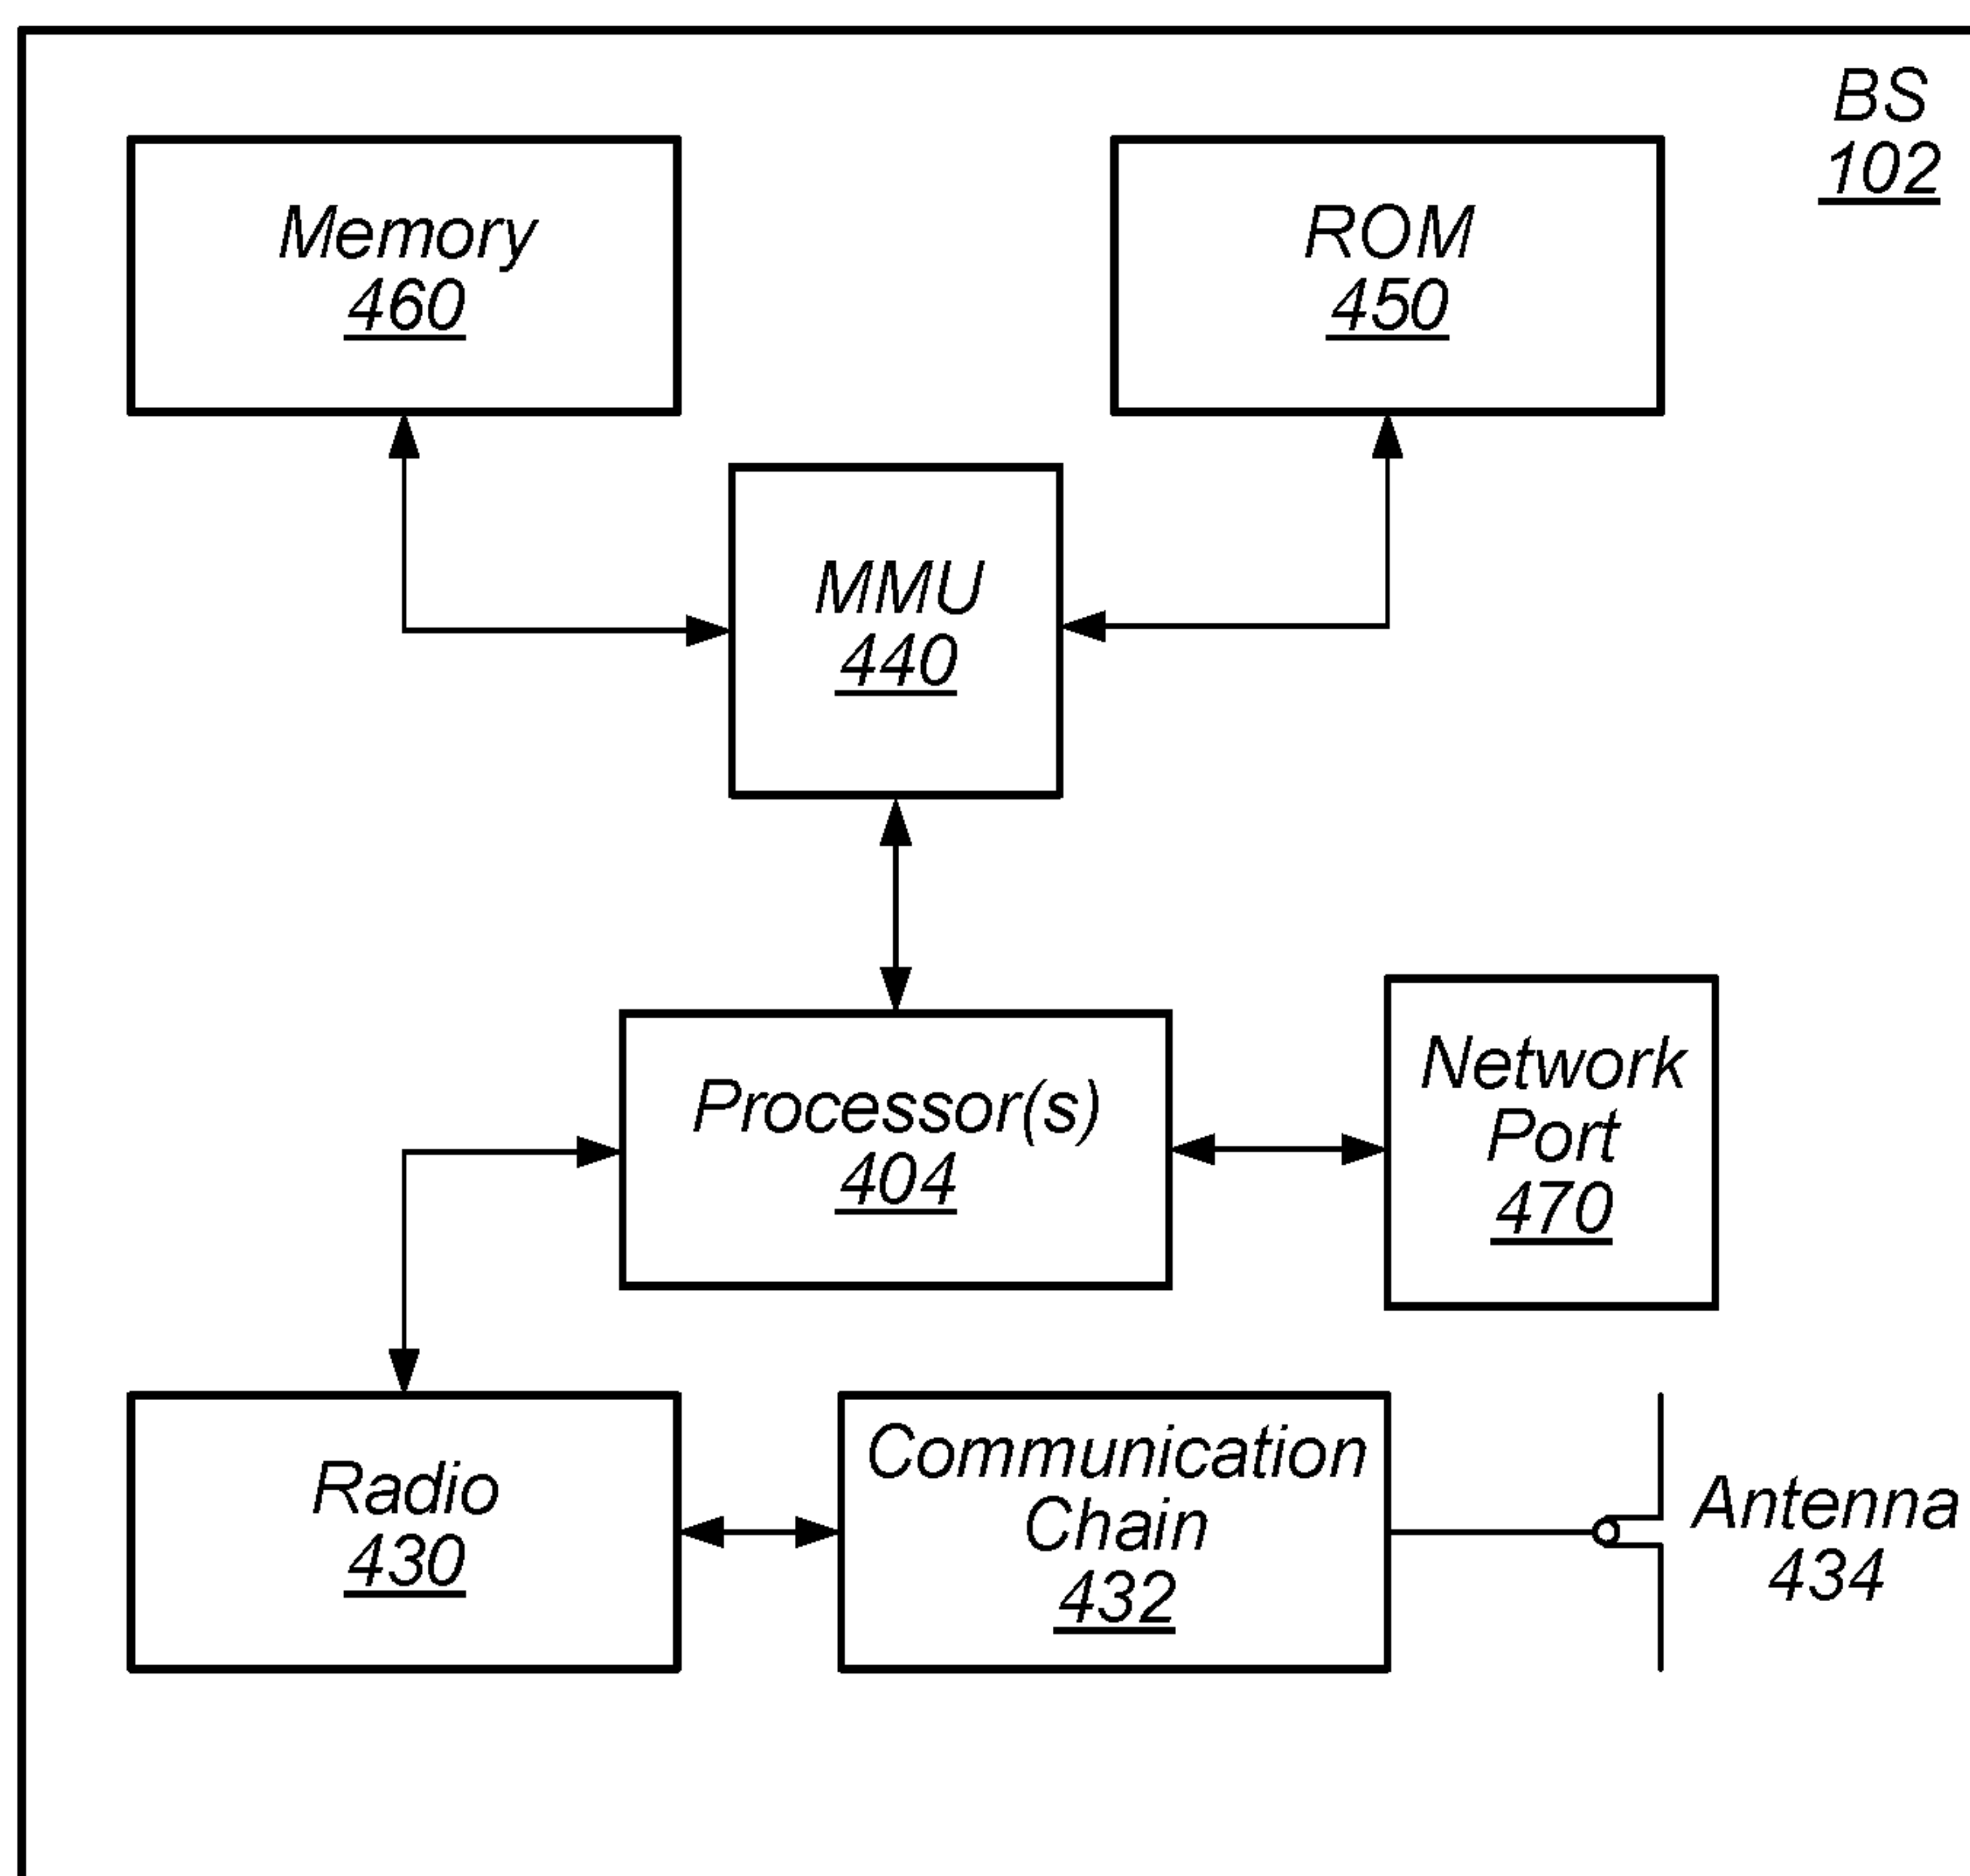 BS
102
Memory
460
ROM
450
MMU
440
Processor(s)
404
Network
Port
470
Radio
430
Communication
Chain
432
Antenna
434